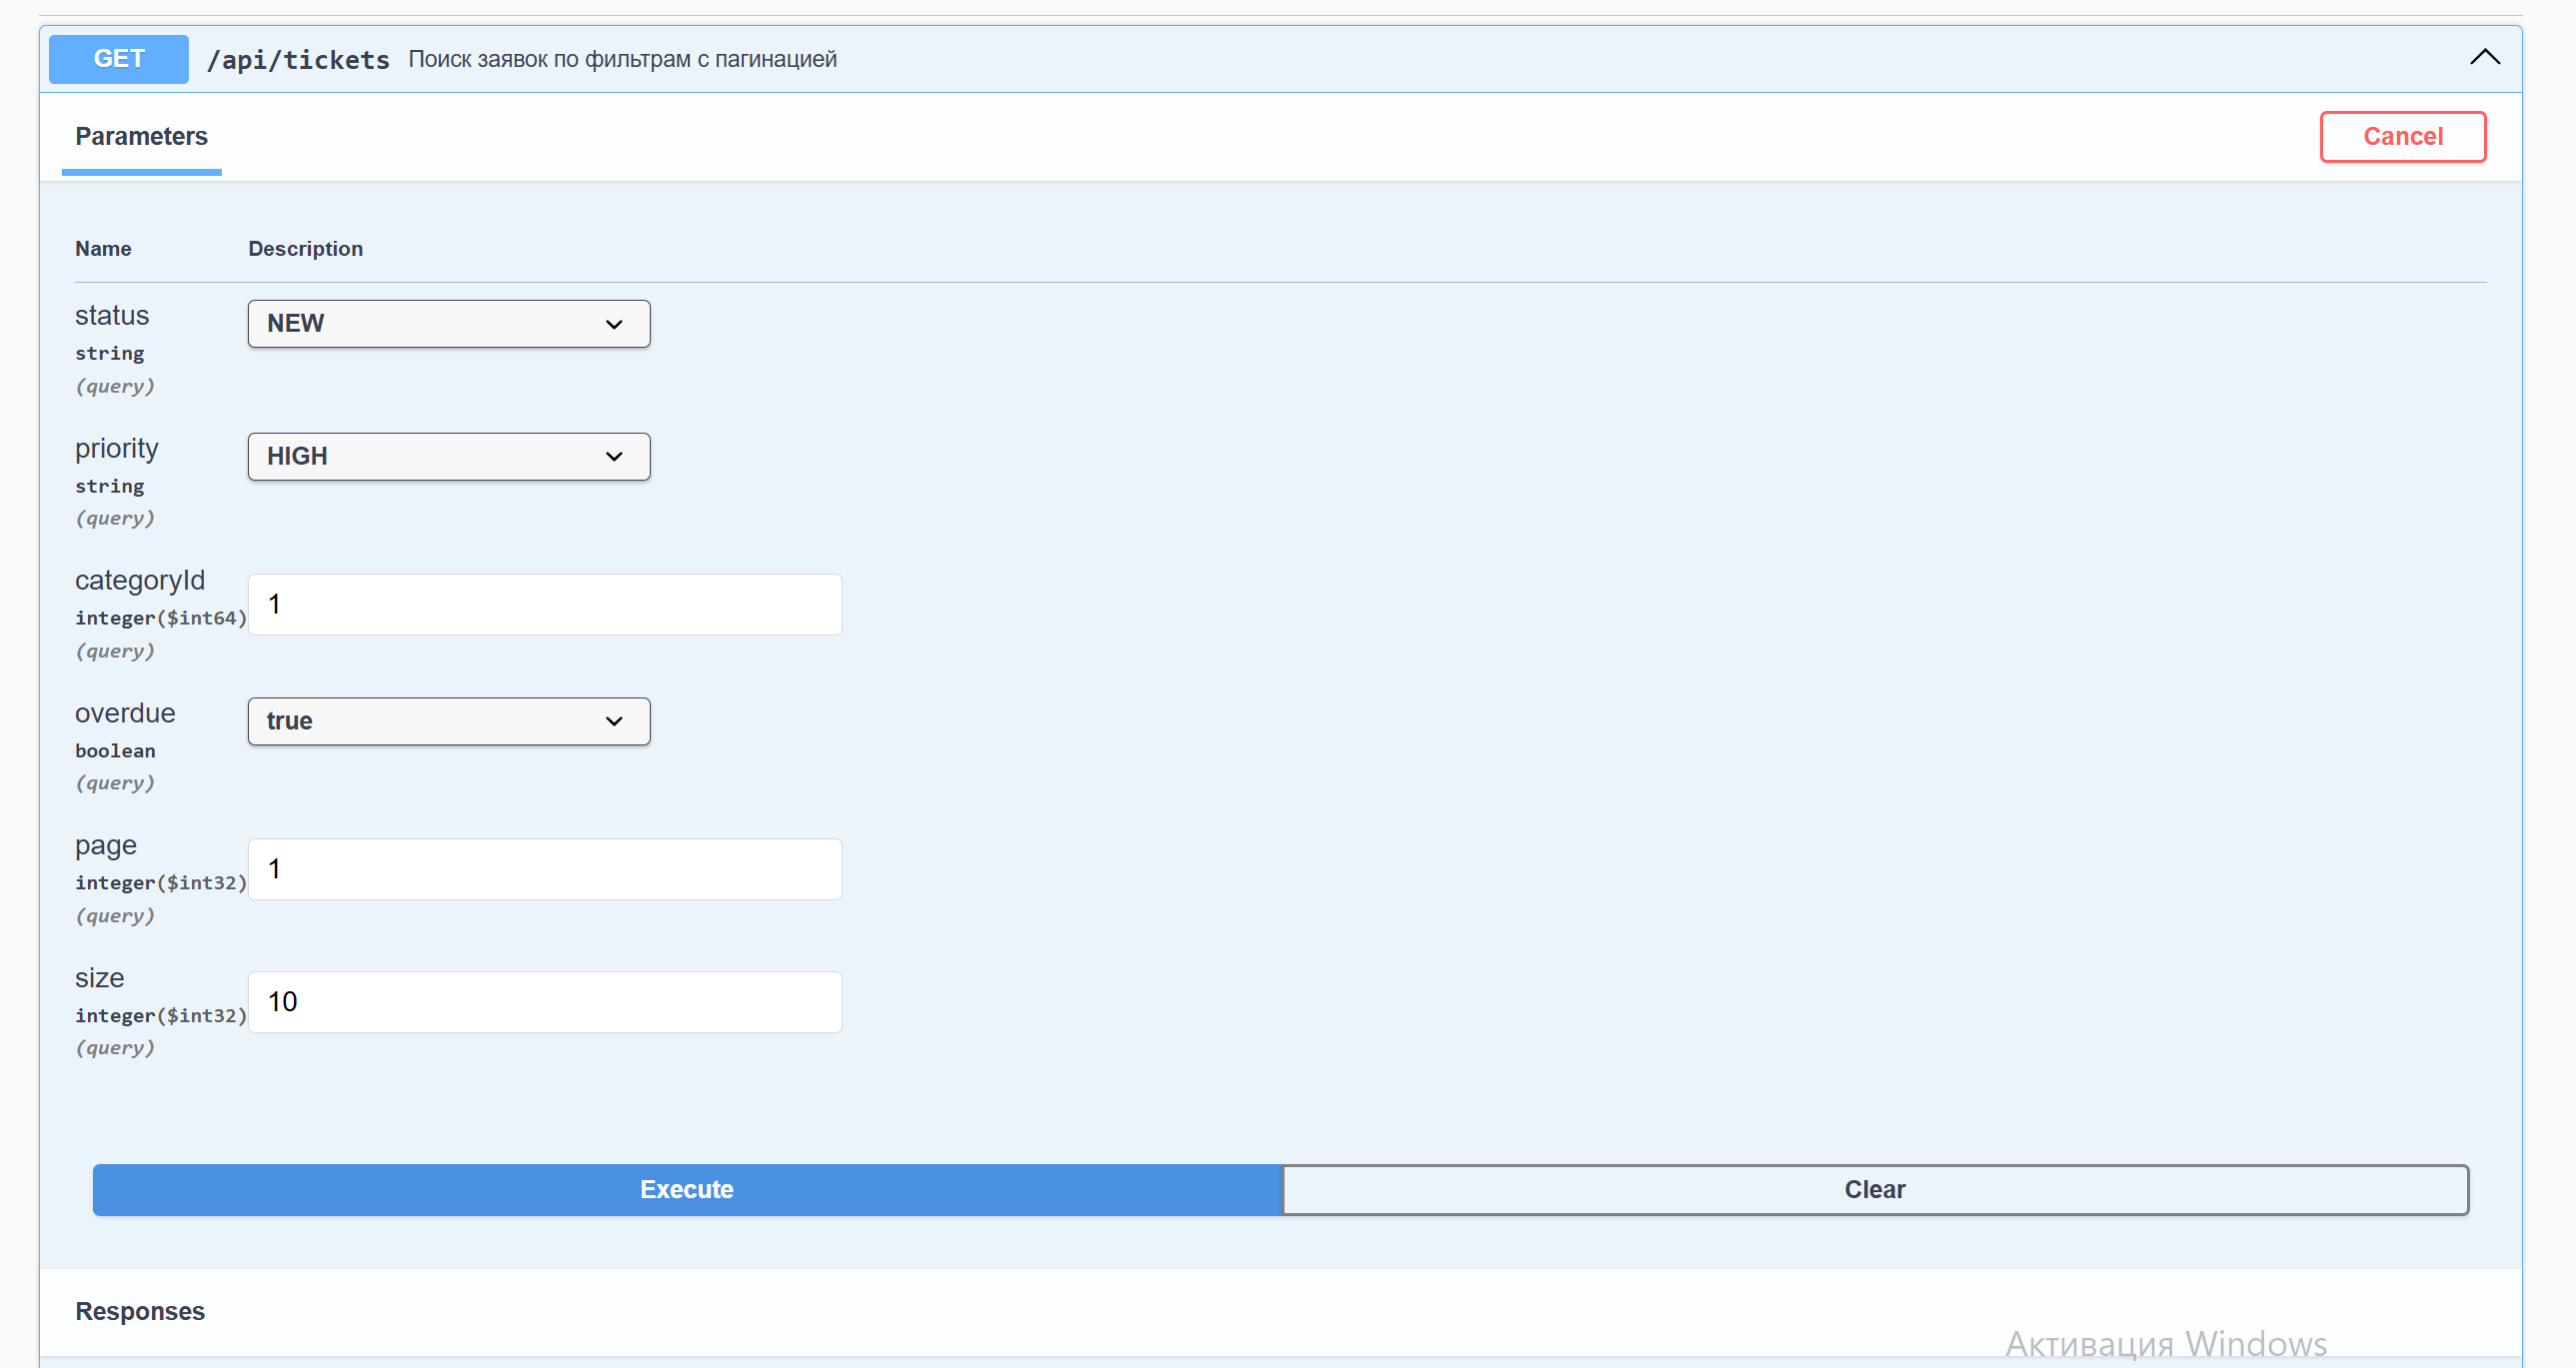 GET /api/tickets Поиск заявок по фильтрам с пагинацией
Parameters Cancel
Name Description
status NEW
string
(query)
priority HIGH
string
(query)
categoryId 1
integer($int64)
(query)
overdue true
boolean
(query)
page 1
integer($int32)
(query)
size 10
integer($int32)
(query)
Execute Clear
Responses
Активация Windows